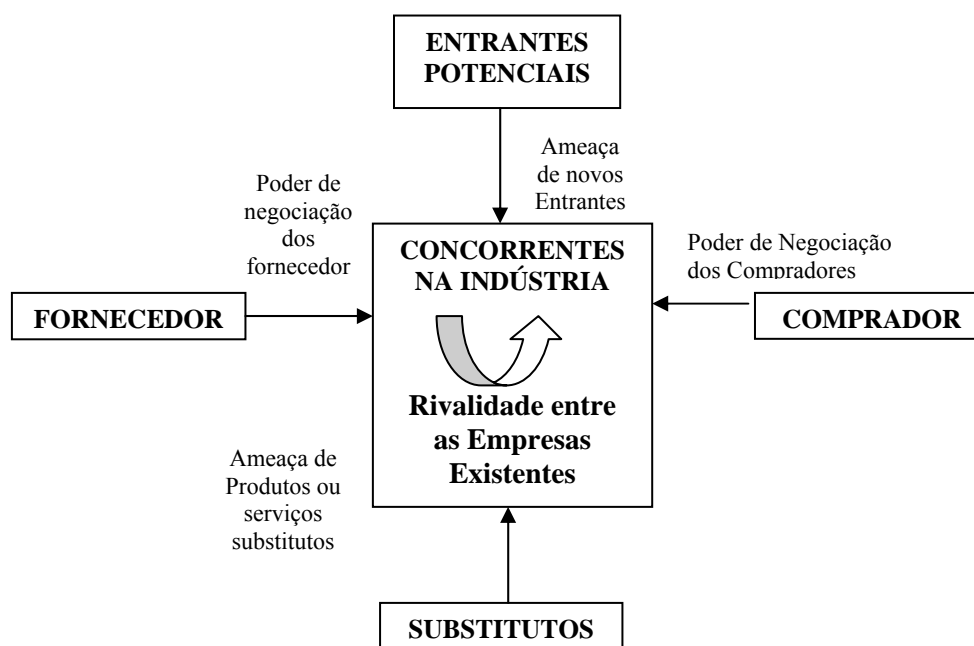 ENTRANTES
POTENCIAIS
Ameaça
de novos
Entrantes
Poder de
negociação
dos
fornecedor
CONCORRENTES
NA INDÚSTRIA
Poder de Negociação
dos Compradores
FORNECEDOR
COMPRADOR
Rivalidade entre
as Empresas
Existentes
Ameaça de
Produtos ou
serviços
substitutos
SUBSTITUTOS